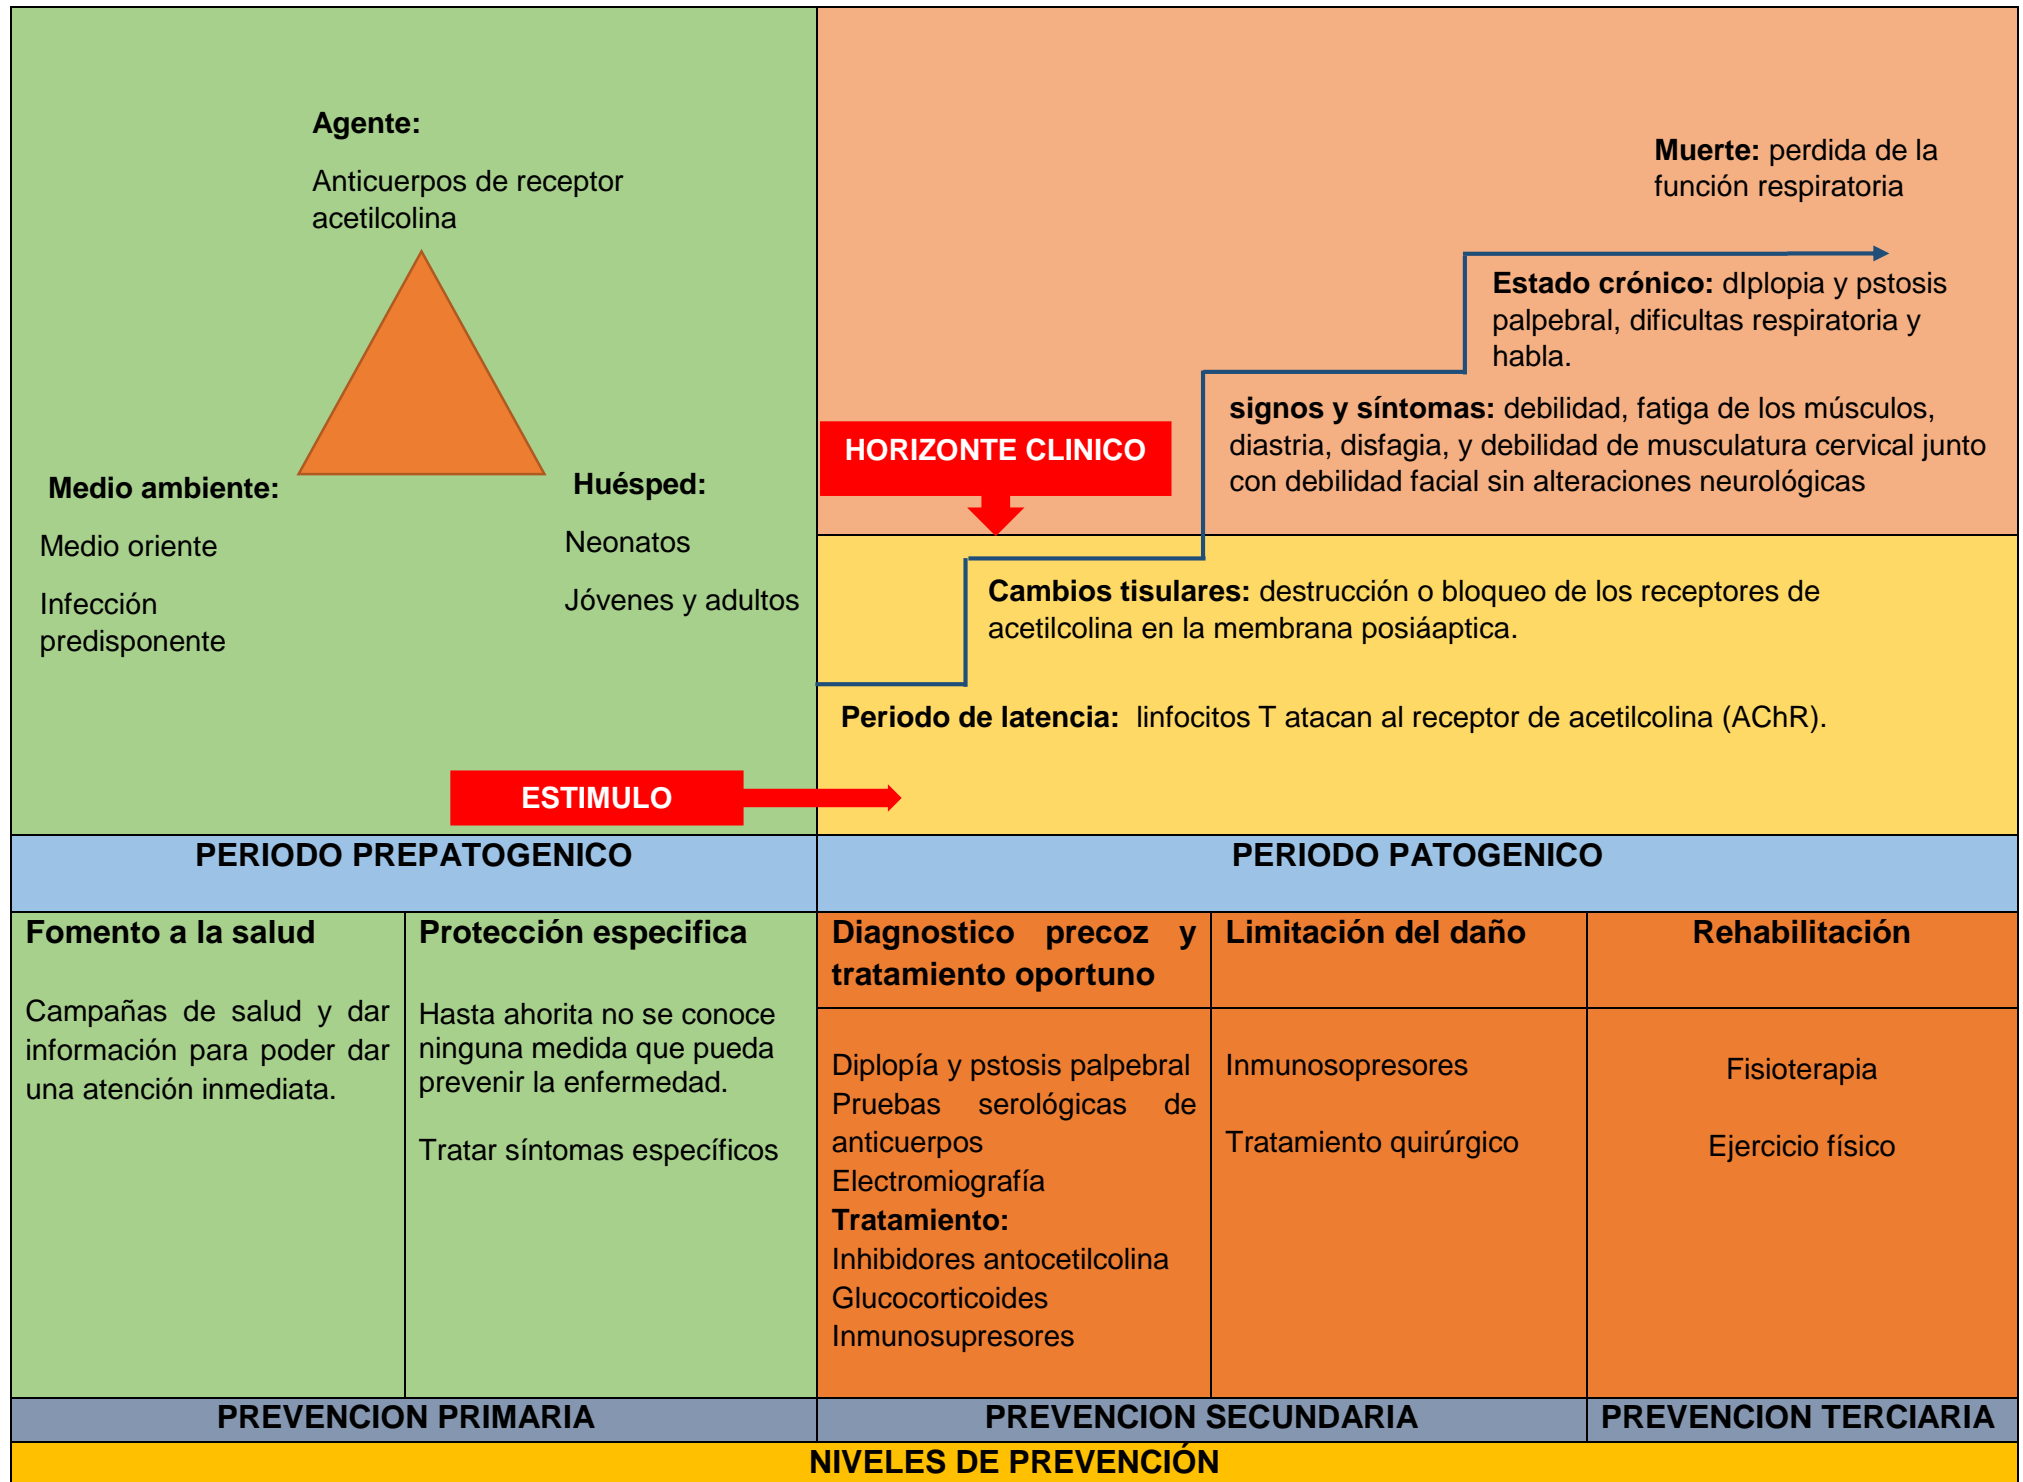 Agente:
Anticuerpos de receptor
acetilcolina
Medio ambiente:
Medio oriente
Infección
predisponente
Huésped:
Neonatos
Jóvenes y adultos
ESTIMULO
Muerte: perdida de la
función respiratoria
Estado crónico: dIplopia y pstosis
palpebral, dificultas respiratoria y
habla.
signos y síntomas: debilidad, fatiga de los músculos,
diastria, disfagia, y debilidad de musculatura cervical junto
con debilidad facial sin alteraciones neurológicas
HORIZONTE CLINICO
Cambios tisulares: destrucción o bloqueo de los receptores de
acetilcolina en la membrana posiáaptica.
Periodo de latencia: linfocitos T atacan al receptor de acetilcolina (AChR).
PERIODO PREPATOGENICO
PERIODO PATOGENICO
Fomento a la salud
Campañas de salud y dar
información para poder dar
una atención inmediata.
Protección especifica
Hasta ahorita no se conoce
ninguna medida que pueda
prevenir la enfermedad.
Tratar síntomas específicos
Diagnostico precoz y
tratamiento oportuno
Diplopía y pstosis palpebral
Pruebas serológicas de
anticuerpos
Electromiografía
Tratamiento:
Inhibidores antocetilcolina
Glucocorticoides
Inmunosupresores
Limitación del daño
Inmunosopresores
Tratamiento quirúrgico
Rehabilitación
Fisioterapia
Ejercicio físico
PREVENCION PRIMARIA
PREVENCION SECUNDARIA
PREVENCION TERCIARIA
NIVELES DE PREVENCIÓN